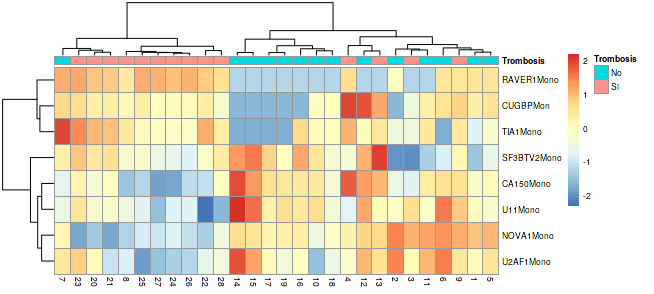 Trombosis
RAVER1Mono
CUGBPMon
TIA1Mono
SF3BTV2Mono
CA150Mono
U11Mono
NOVA1Mono
U2AF1Mono
7 23 20 21 8 25 27 24 26 22 28 14 15 17 19 16 10 18 4 12 13 2 3 11 6 9 1 5
2
1
0
-1
-2
Trombosis
No
SI